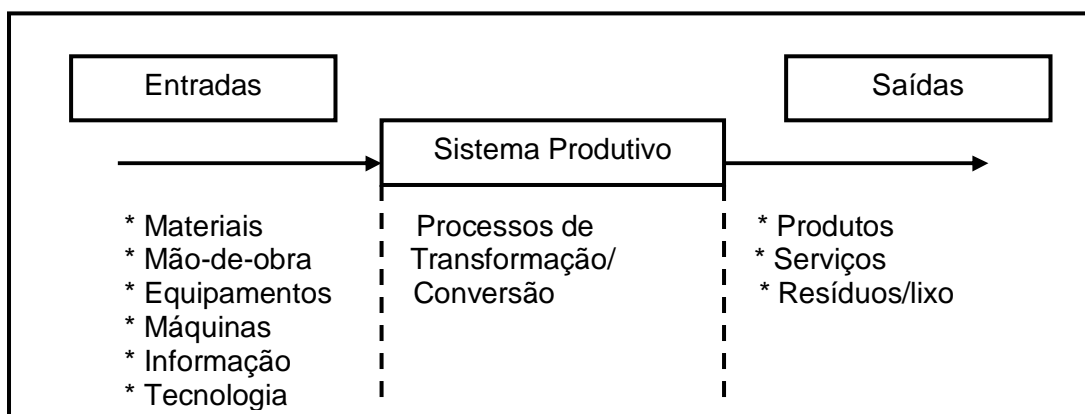 Entradas
Saídas
Sistema Produtivo
* Materiais
* Mão-de-obra
* Equipamentos
* Máquinas
* Informação
* Tecnologia
Processos de
Transformação/
Conversão
* Produtos
* Serviços
* Resíduos/lixo